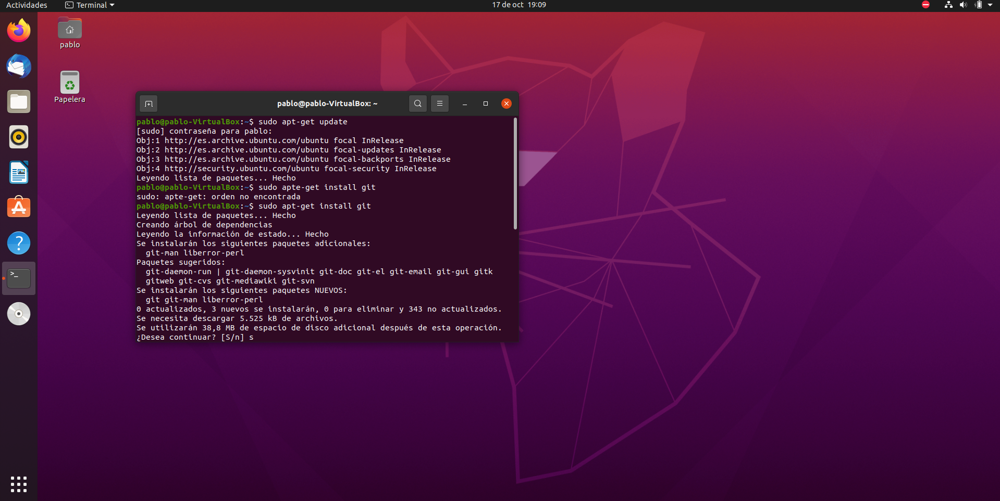 Actividades
Terminal
17 de oct 19:09
pablo
Papelera
pablo@pablo-VirtualBox: ~
pablo@pablo-VirtualBox:~$ sudo apt-get update
[sudo] contraseña para pablo:
Obj:1 http://es.archive.ubuntu.com/ubuntu focal InRelease
Obj:2 http://es.archive.ubuntu.com/ubuntu focal-updates InRelease
Obj:3 http://es.archive.ubuntu.com/ubuntu focal-backports InRelease
Obj:4 http://security.ubuntu.com/ubuntu focal-security InRelease
Leyendo lista de paquetes... Hecho
pablo@pablo-VirtualBox:~$ sudo apte-get install git
sudo: apte-get: orden no encontrada
pablo@pablo-VirtualBox:~$ sudo apt-get install git
Leyendo lista de paquetes... Hecho
Creando árbol de dependencias
Leyendo la información de estado... Hecho
Se instalarán los siguientes paquetes adicionales:
  git-man liberror-perl
Paquetes sugeridos:
  git-daemon-run | git-daemon-sysvinit git-doc git-el git-email git-gui gitk
  gitweb git-cvs git-mediawiki git-svn
Se instalarán los siguientes paquetes NUEVOS:
  git git-man liberror-perl
0 actualizados, 3 nuevos se instalarán, 0 para eliminar y 343 no actualizados.
Se necesita descargar 5.525 kB de archivos.
Se utilizarán 38,8 MB de espacio de disco adicional después de esta operación.
¿Desea continuar? [S/n] s